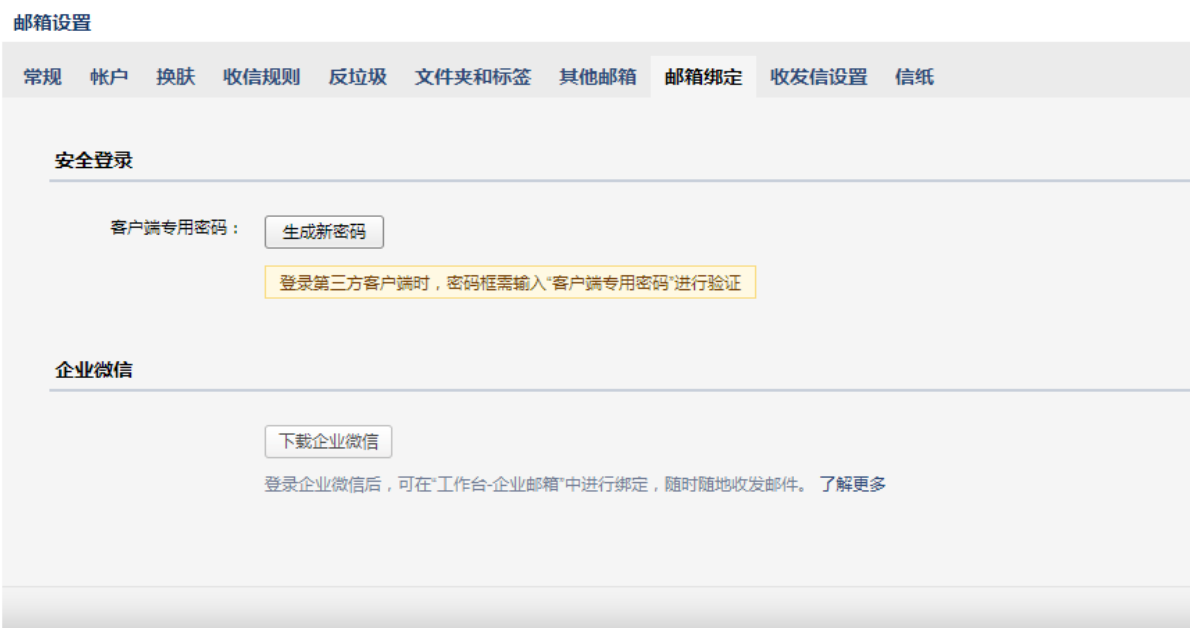 邮箱设置
常规 帐户 换肤 收信规则 反垃圾 文件夹和标签 其他邮箱 邮箱绑定 收发信设置 信纸
安全登录
客户端专用密码： 生成新密码
登录第三方客户端时，密码框需输入“客户端专用密码”进行验证
企业微信
下载企业微信
登录企业微信后，可在“工作台-企业邮箱”中进行绑定，随时随地收发邮件。 了解更多